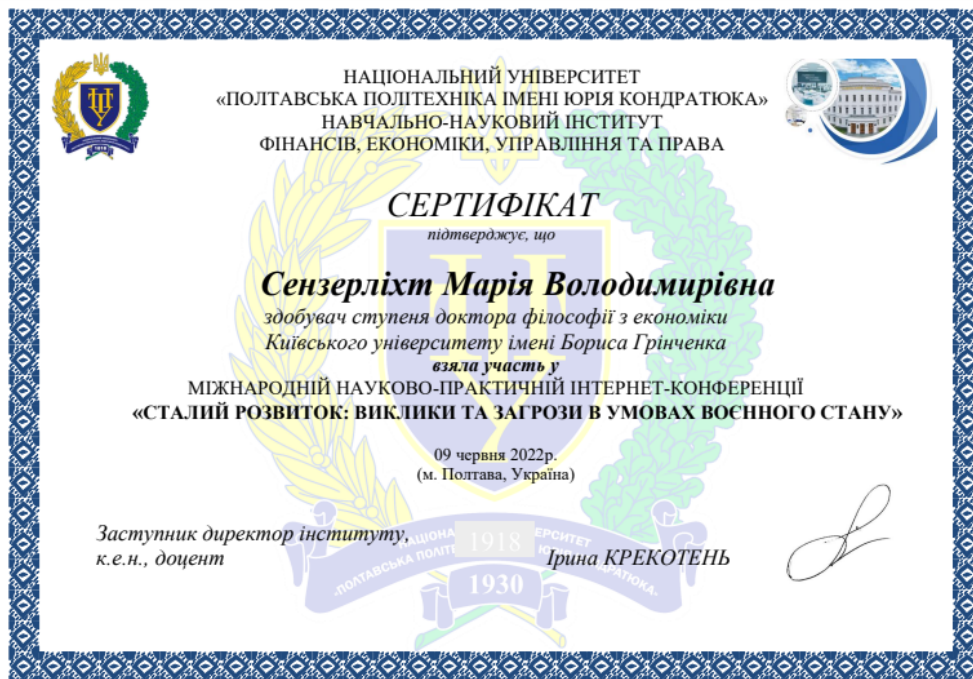 НАЦІОНАЛЬНИЙ УНІВЕРСИТЕТ
«ПОЛТАВСЬКА ПОЛІТЕХНІКА ІМЕНІ ЮРІЯ КОНДРАТЮКА»
НАВЧАЛЬНО-НАУКОВИЙ ІНСТИТУТ
ФІНАНСІВ, ЕКОНОМІКИ, УПРАВЛІННЯ ТА ПРАВА
1918
СЕРТИФІКАТ
підтверджує, що
Сензерліхт Марія Володимирівна
здобувач ступеня доктора філософії з економіки
Київського університету імені Бориса Грінченка
взяла участь у
МІЖНАРОДНІЙ НАУКОВО-ПРАКТИЧНІЙ ІНТЕРНЕТ-КОНФЕРЕНЦІЇ
«СТАЛИЙ РОЗВИТОК: ВИКЛИКИ ТА ЗАГРОЗИ В УМОВАХ ВОЄННОГО СТАНУ»
09 червня 2022р.
(м. Полтава, Україна)
Заступник директор інституту,
к.е.н., доцент
Ірина КРЕКОТЕНЬ
1918
1930